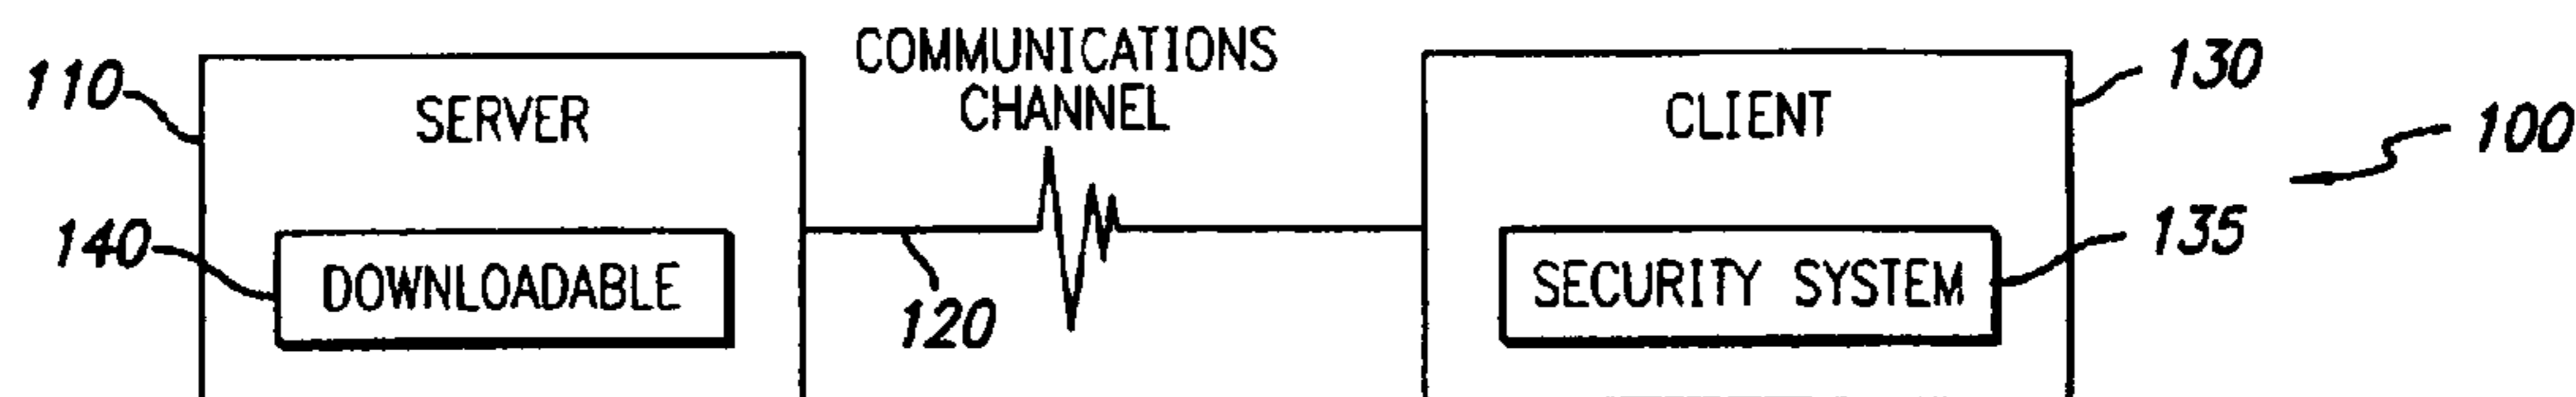 COMMUNICATIONS
CHANNEL
110
SERVER
CLIENT
130
100
140
DOWNLOADABLE
120
SECURITY SYSTEM
135